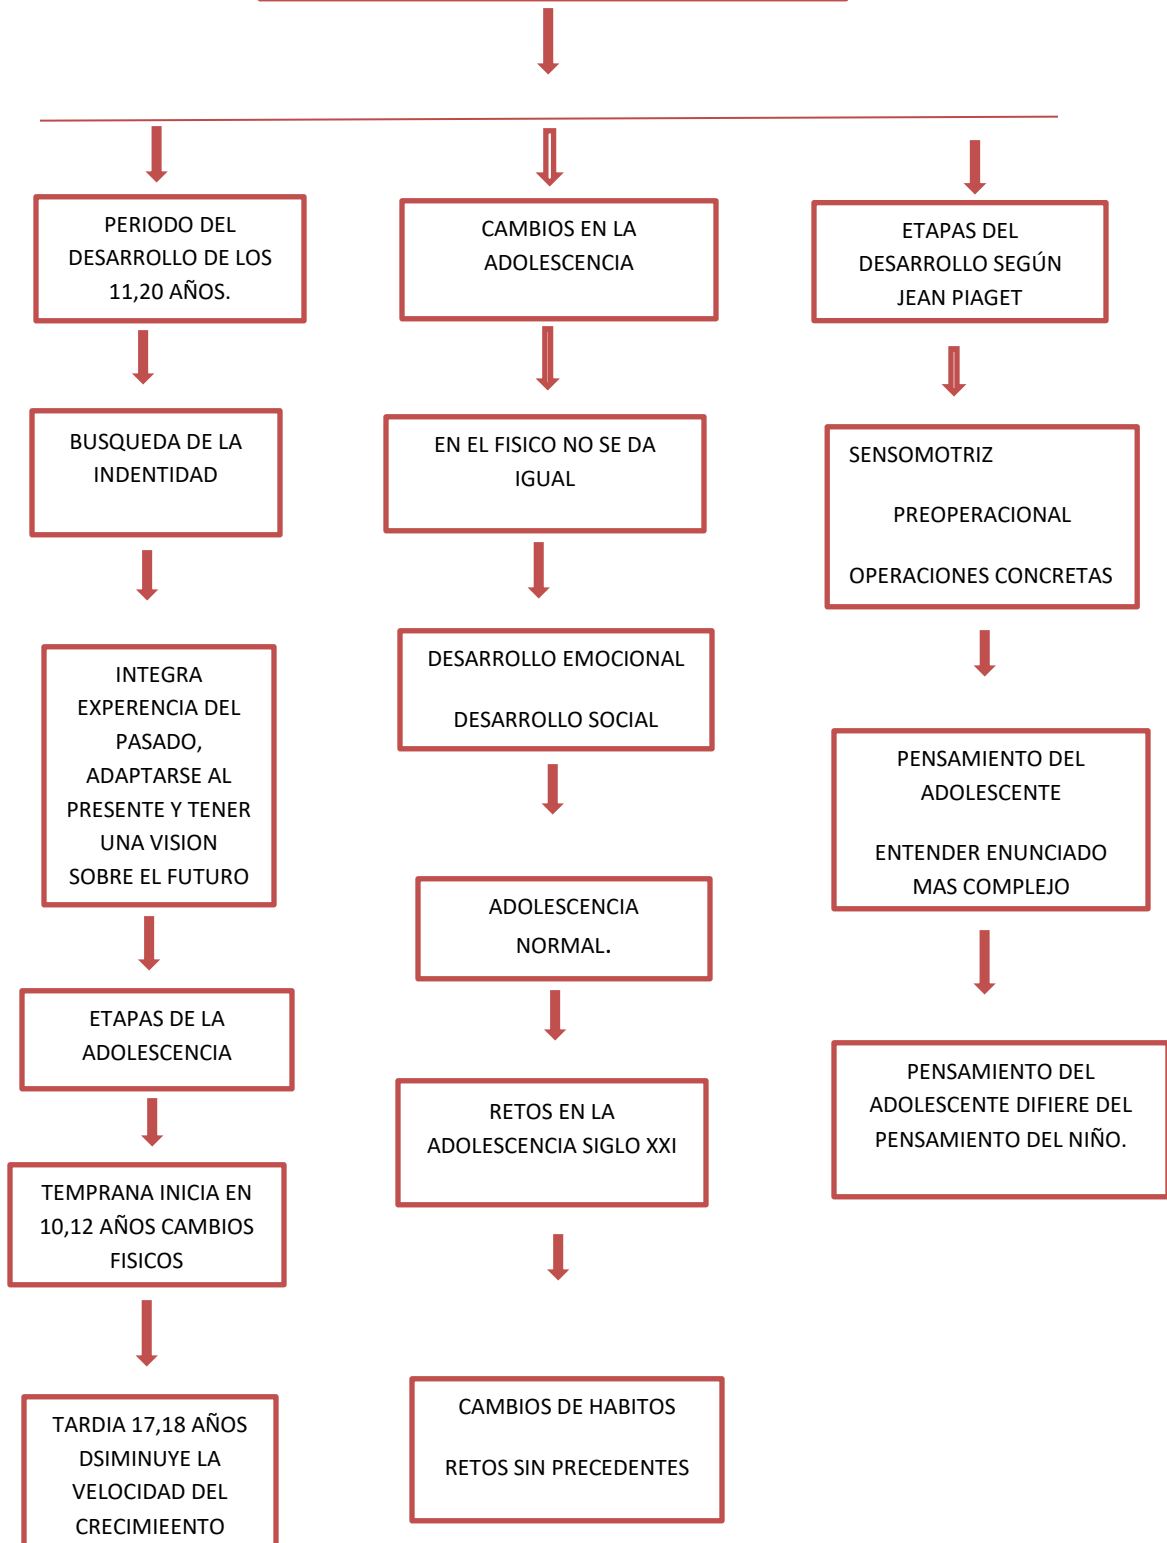 PERIODO DEL
DESARROLLO DE LOS
11,20 AÑOS.
BUSQUEDA DE LA
INDENTIDAD
INTEGRA
EXPERENCIA DEL
PASADO,
ADAPTARSE AL
PRESENTE Y TENER
UNA VISION
SOBRE EL FUTURO
ETAPAS DE LA
ADOLESCENCIA
TEMPRANA INICIA EN
10,12 AÑOS CAMBIOS
FISICOS
TARDIA 17,18 AÑOS
DSIMINUYE LA
VELOCIDAD DEL
CRECIMIEENTO
CAMBIOS EN LA
ADOLESCENCIA
EN EL FISICO NO SE DA
IGUAL
DESARROLLO EMOCIONAL
DESARROLLO SOCIAL
ADOLESCENCIA
NORMAL.
RETOS EN LA
ADOLESCENCIA SIGLO XXI
CAMBIOS DE HABITOS
RETOS SIN PRECEDENTES
ETAPAS DEL
DESARROLLO SEGÚN
JEAN PIAGET
SENSOMOTRIZ
PREOPERACIONAL
OPERACIONES CONCRETAS
PENSAMIENTO DEL
ADOLESCENTE
ENTENDER ENUNCIADO
MAS COMPLEJO
PENSAMIENTO DEL
ADOLESCENTE DIFIERE DEL
PENSAMIENTO DEL NIÑO.